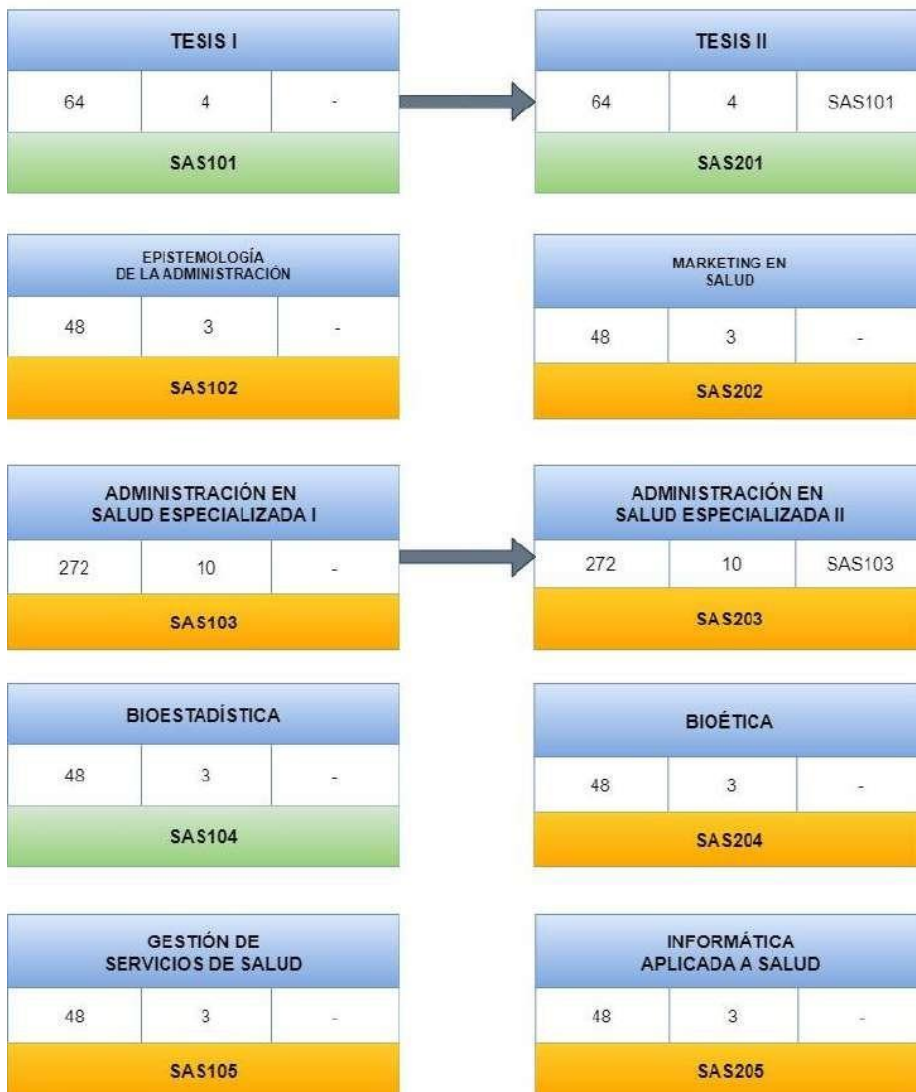 TESIS I
64 4 -
SAS101
TESIS II
64 4 SAS101
SAS201
EPISTEMOLOGÍA
DE LA ADMINISTRACIÓN
48 3 -
SAS102
MARKETING EN
SALUD
48 3 -
SAS202
ADMINISTRACIÓN EN
SALUD ESPECIALIZADA I
272 10 -
SAS103
ADMINISTRACIÓN EN
SALUD ESPECIALIZADA II
272 10 SAS103
SAS203
BIOESTADÍSTICA
48 3 -
SAS104
BIOÉTICA
48 3 -
SAS204
GESTIÓN DE
SERVICIOS DE SALUD
48 3 -
SAS105
INFORMÁTICA
APLICADA A SALUD
48 3 -
SAS205